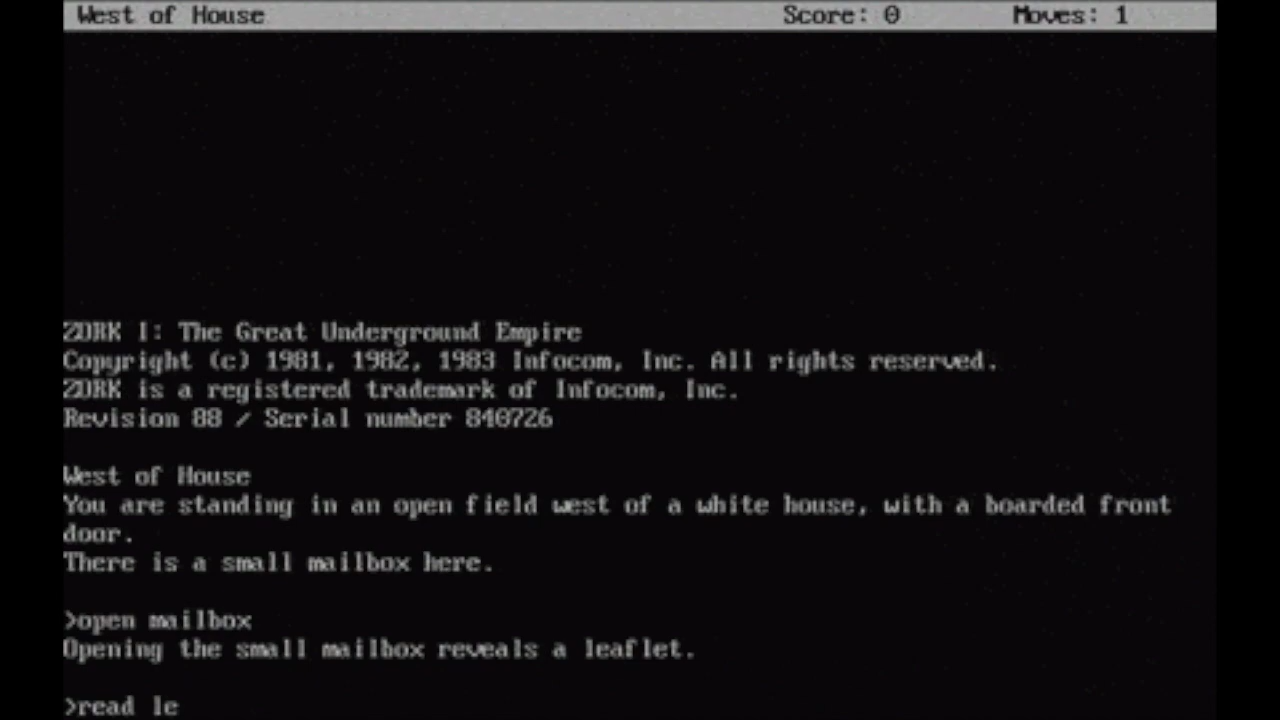 West of House Score: 0 Moves: 1
ZORK I: The Great Underground Empire
Copyright (c) 1981, 1982, 1983 Infocom, Inc. All rights reserved.
ZORK is a registered trademark of Infocom, Inc.
Revision 88 / Serial number 840726
West of House
You are standing in an open field west of a white house, with a boarded front
door.
There is a small mailbox here.
>open mailbox
Opening the small mailbox reveals a leaflet.
>read le